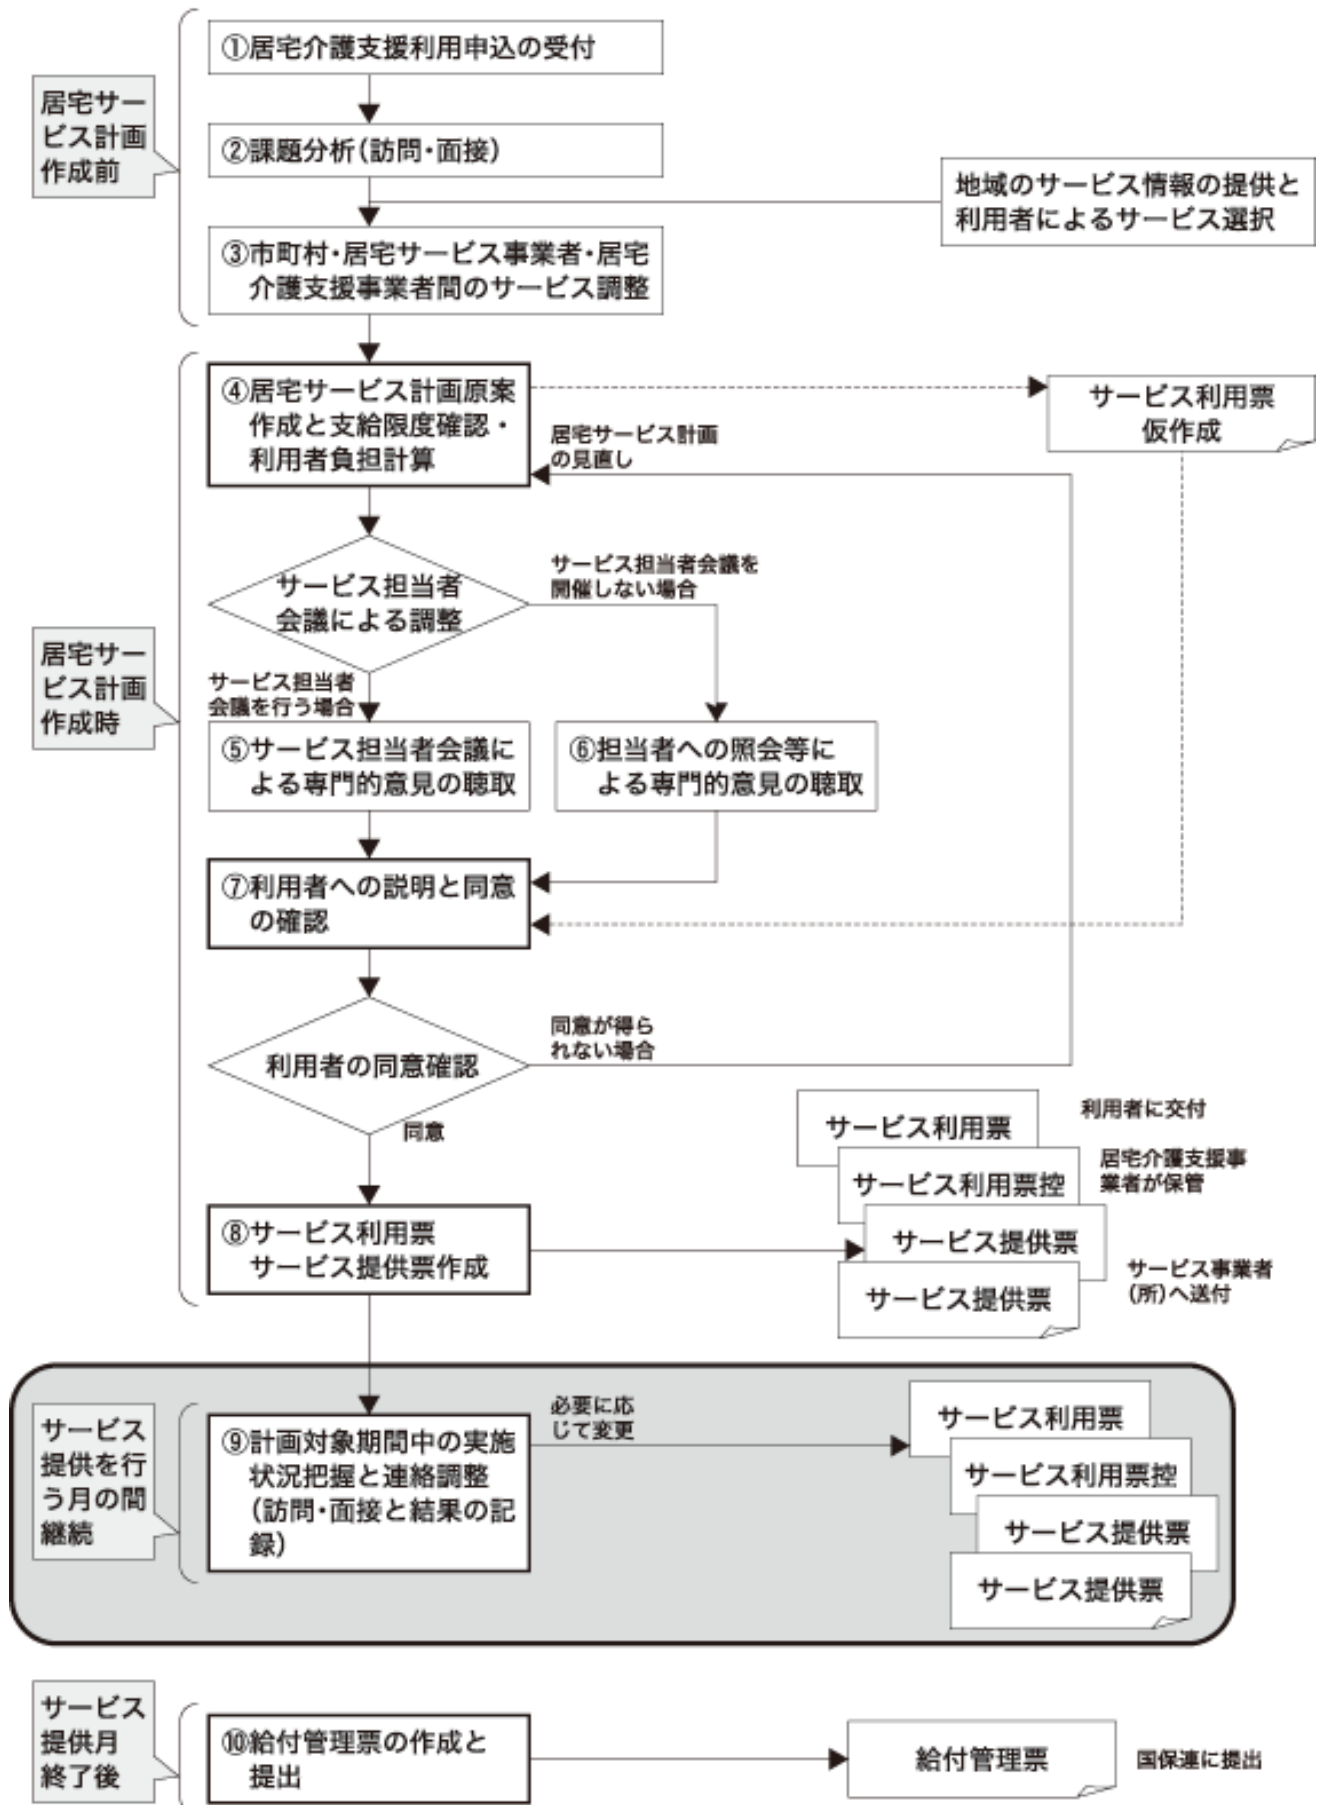 ①居宅介護支援利用申込の受付
居宅サー
ビス計画
作成前
②課題分析(訪問・面接)
地域のサービス情報の提供と
利用者によるサービス選択
③市町村・居宅サービス事業者・居宅
介護支援事業者間のサービス調整
④居宅サービス計画原案
作成と支給限度確認・
利用者負担計算
サービス利用票
仮作成
居宅サービス計画
の見直し
サービス担当者
会議による調整
サービス担当者会議を
開催しない場合
居宅サー
ビス計画
作成時
サービス担当者
会議を行う場合
⑤サービス担当者会議に
よる専門的意見の聴取
⑥担当者への照会等に
よる専門的意見の聴取
⑦利用者への説明と同意
の確認
利用者の同意確認
同意が得ら
れない場合
同意
サービス利用票
利用者に交付
サービス利用票控
居宅介護支援事
業者が保管
⑧サービス利用票
サービス提供票作成
サービス提供票
サービス提供票
サービス事業者
(所)へ送付
サービス
提供を行
う月の間
継続
⑨計画対象期間中の実施
状況把握と連絡調整
(訪問・面接と結果の記
録)
必要に応
じて変更
サービス利用票
サービス利用票控
サービス提供票
サービス提供票
サービス
提供月
終了後
⑩給付管理票の作成と
提出
給付管理票
国保連に提出